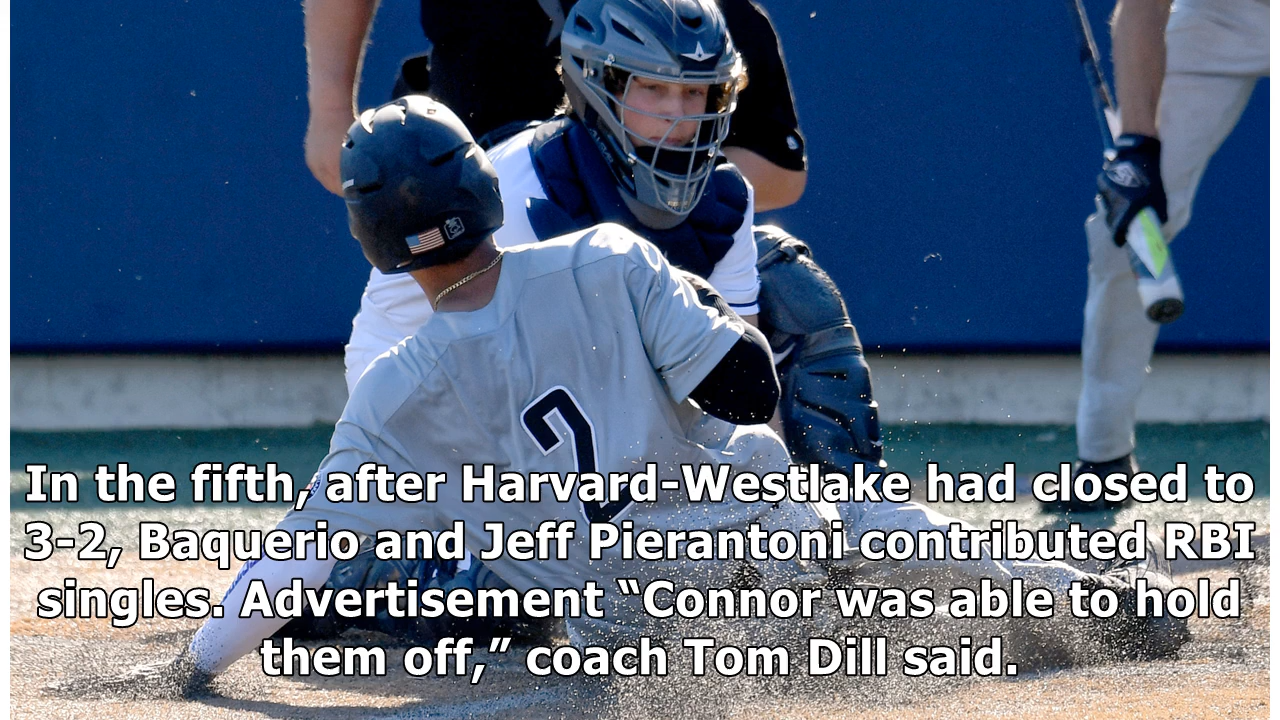 2
In the fifth, after Harvard-Westlake had closed to
3-2, Baquerio and Jeff Pierantoni contributed RBI
singles. Advertisement “Connor was able to hold
them off,” coach Tom Dill said.